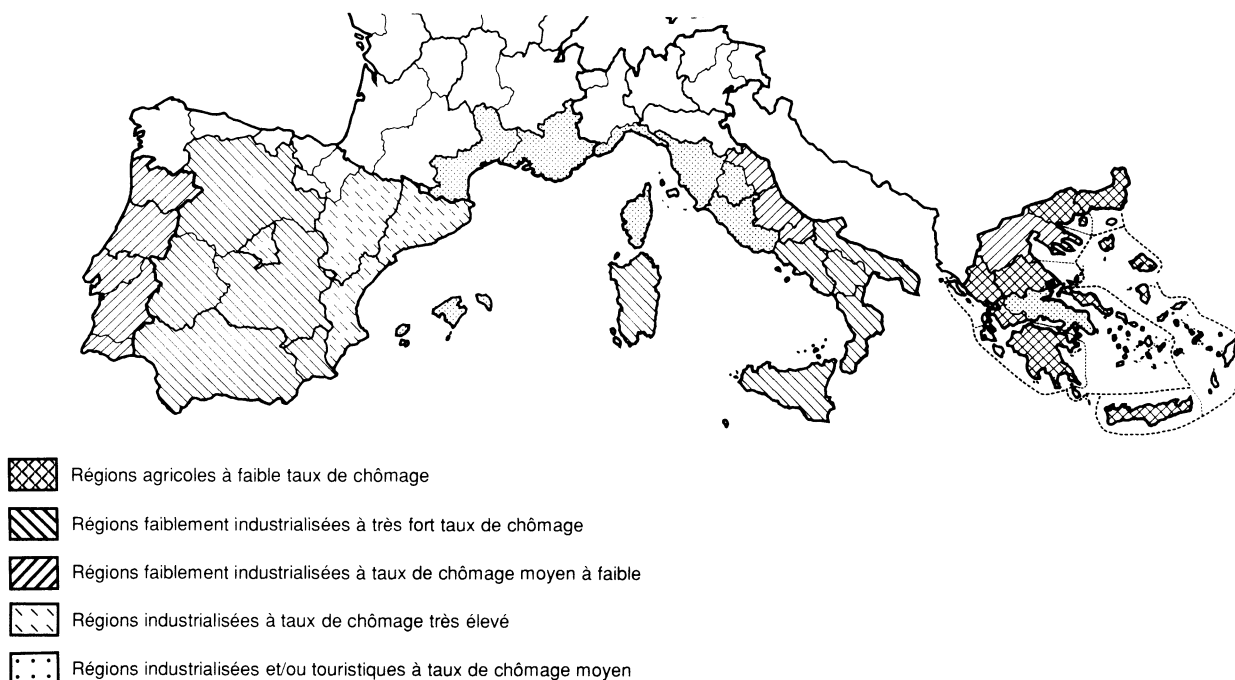 Régions agricoles à faible taux de chômage
Régions faiblement industrialisées à très fort taux de chômage
Régions faiblement industrialisées à taux de chômage moyen à faible
Régions industrialisées à taux de chômage très élevé
Régions industrialisées et/ou touristiques à taux de chômage moyen